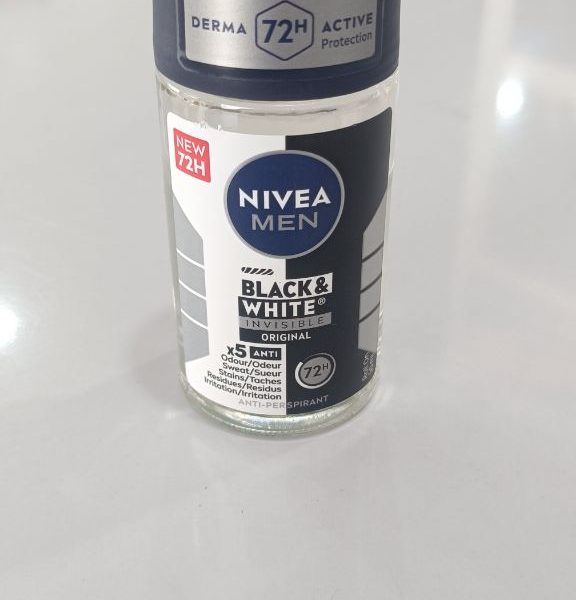 DERMA 72H ACTIVE
Protection
NEW
72H
NIVEA
MEN
BLACK&
WHITE®
INVISIBLE
ORIGINAL
x5 ANTI
Odour/Odeur
Sweat/Sueur
Stains/Taches
Residues/Residus
Irritation/Irritation
72H
ANTI-PERSPIRANT